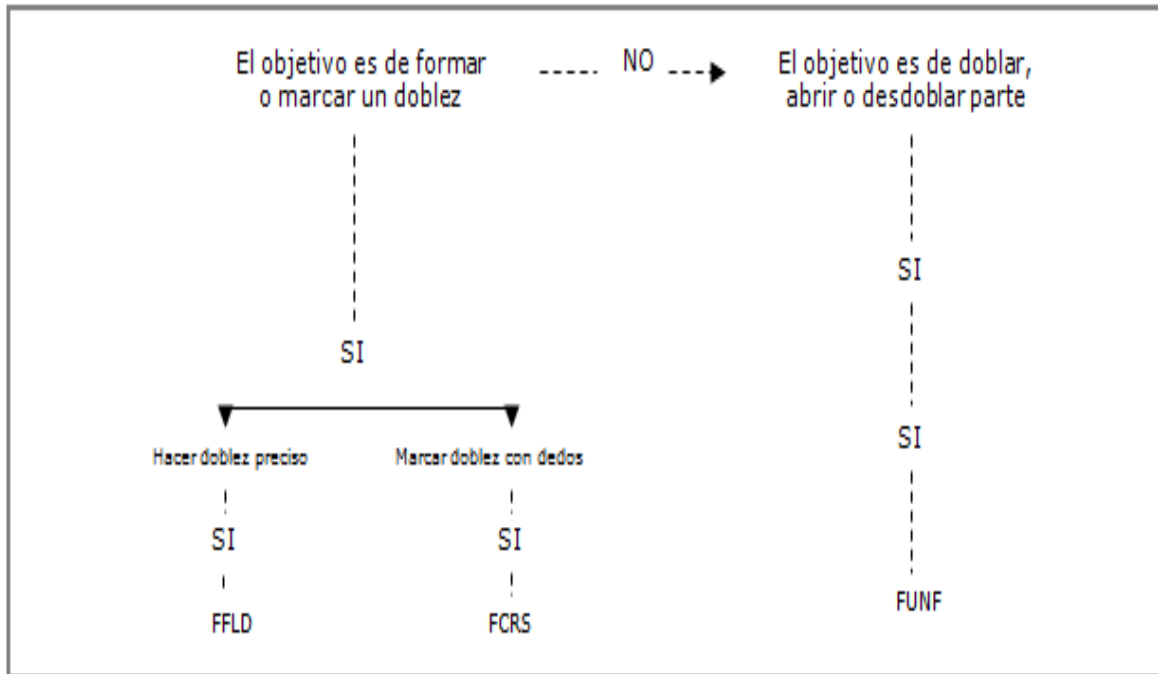 El objetivo es de formar
o marcar un doblez
NO
El objetivo es de doblar,
abrir o desdoblar parte
SI
SI
SI
Hacer doblez preciso
Marcar doblez con dedos
SI
SI
FFLD
FCRS
FUNF